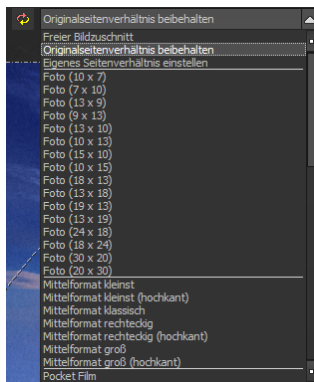 Originalseitenverhältnis beibehalten
Freier Bildzuschnitt
Originalseitenverhältnis beibehalten
Eigenes Seitenverhältnis einstellen
Foto (10 x 7)
Foto (7 x 10)
Foto (13 x 9)
Foto (9 x 13)
Foto (13 x 10)
Foto (10 x 13)
Foto (15 x 10)
Foto (10 x 15)
Foto (18 x 13)
Foto (13 x 18)
Foto (19 x 13)
Foto (13 x 19)
Foto (24 x 18)
Foto (18 x 24)
Foto (30 x 20)
Foto (20 x 30)
Mittelformat kleinst
Mittelformat kleinst (hochkant)
Mittelformat klassisch
Mittelformat rechteckig
Mittelformat rechteckig (hochkant)
Mittelformat groß
Mittelformat groß (hochkant)
Pocket Film